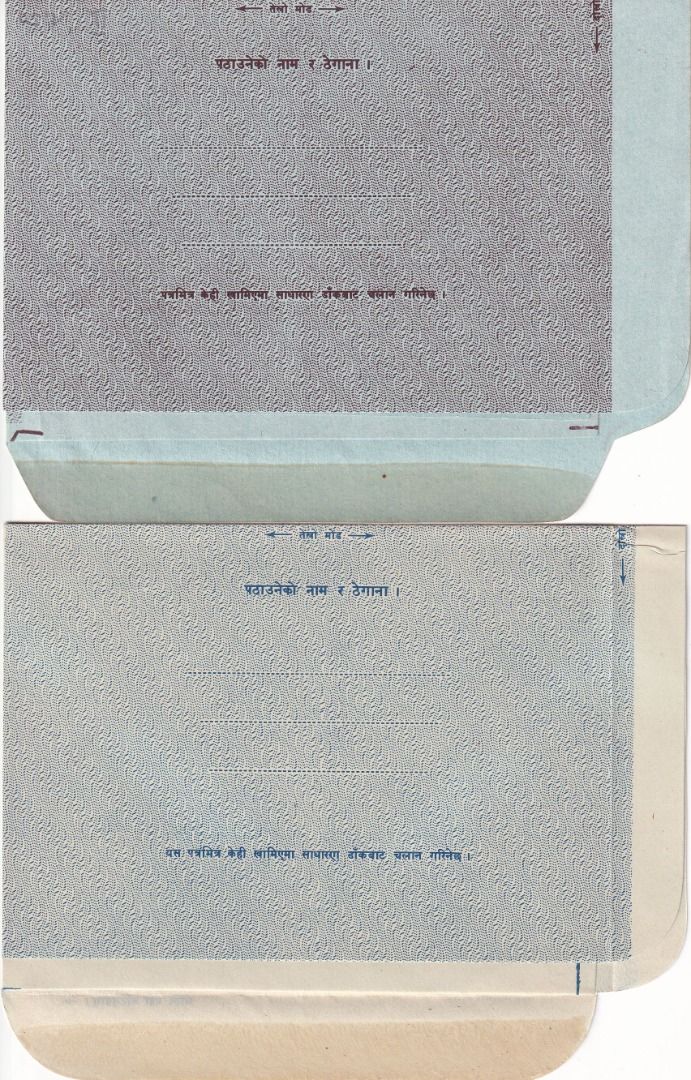 ← तेस्रो मोड →
पठाउनेको नाम र ठेगाना ।
पत्रभित्र केही खामिएमा साधारण डाँकबाट चलान गरिनेछ ।
← तेस्रो मोड →
पठाउनेको नाम र ठेगाना ।
यस पत्रभित्र केही खामिएमा साधारण डाँकबाट चलान गरिनेछ ।